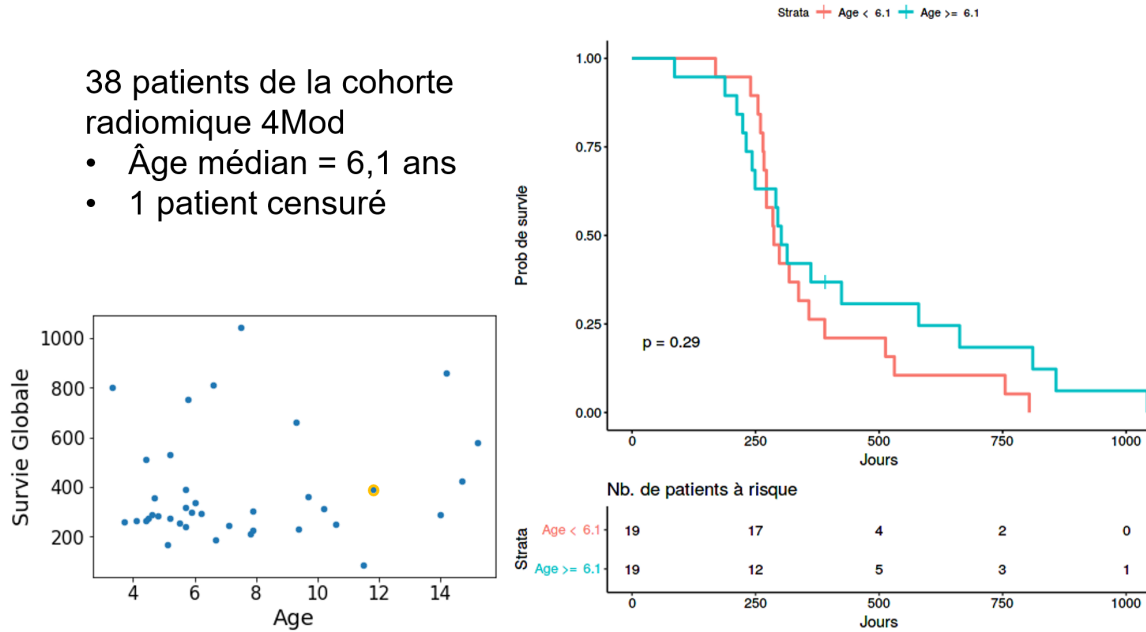 38 patients de la cohorte
radiomique 4Mod
• Âge médian = 6,1 ans
• 1 patient censuré
Survie Globale
1000
800
600
400
200
4 6 8 10 12 14
Age
Strata Age < 6.1 Age >= 6.1
Prob de survie
1.00
0.75
0.50
0.25
0.00
p = 0.29
0 250 500 750 1000
Jours
Nb. de patients à risque
Strata
Age < 6.1 19 17 4 2 0
Age >= 6.1 19 12 5 3 1
0 250 500 750 1000
Jours